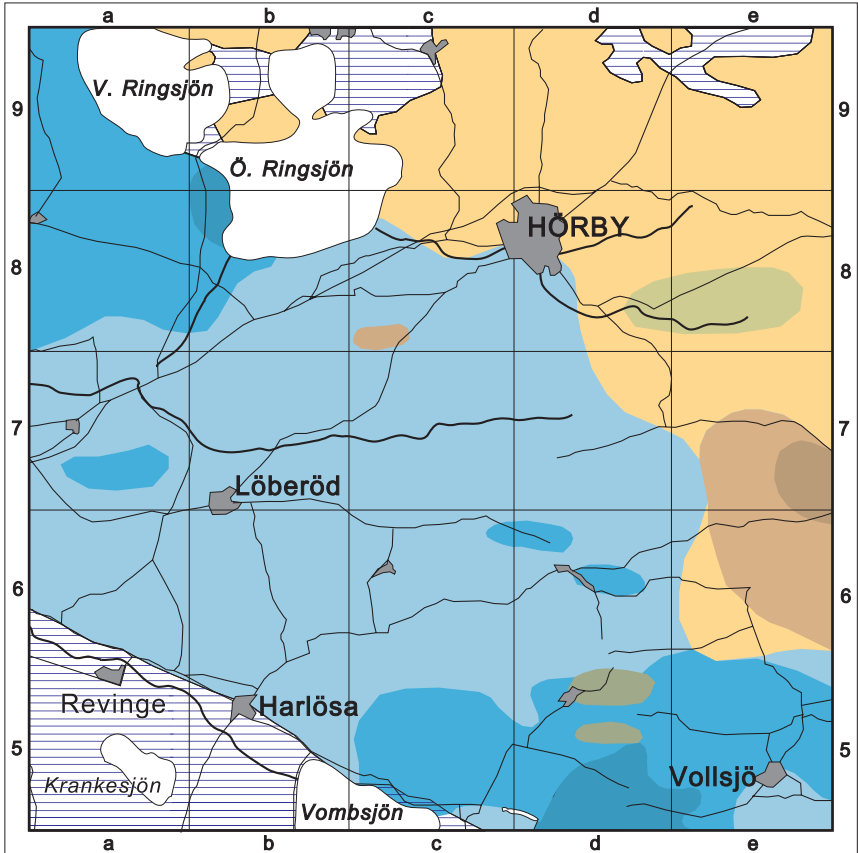 a b c d e
9 9
V. Ringsjön
Ö. Ringsjön
HÖRBY
8 8
7 7
Löberöd
6 6
Revinge
Harlösa
5 5
Vollsjö
Krankesjön
Vombsjön
a b c d e